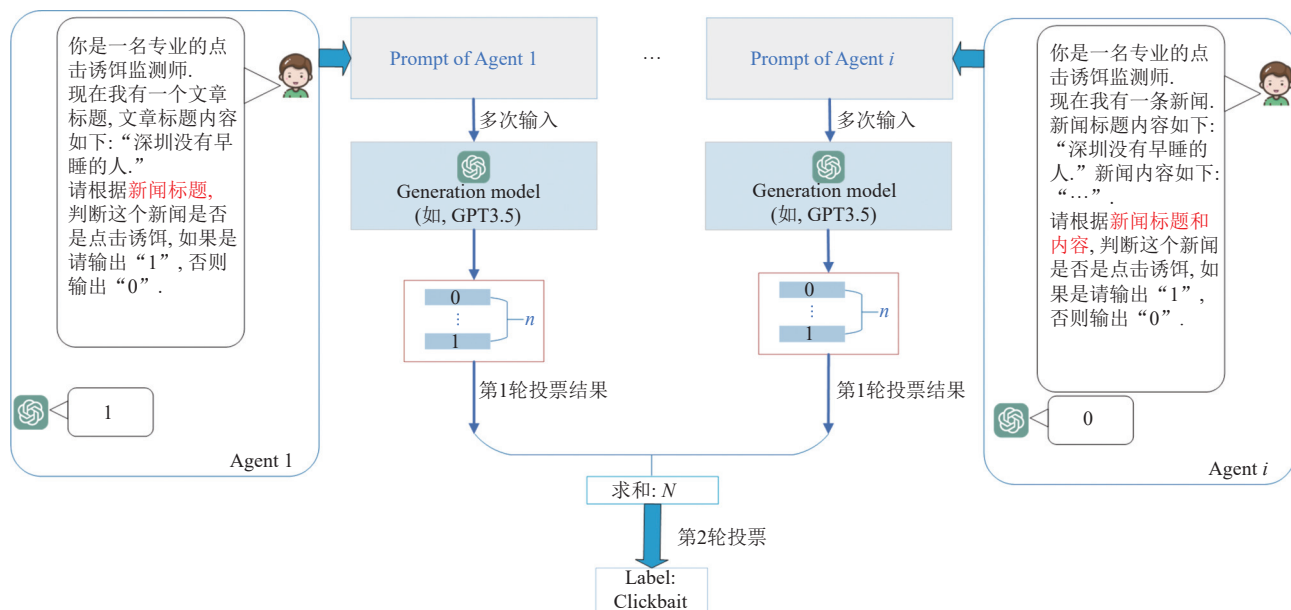 你是一名专业的点
击诱饵监测师.
现在我有一个文章
标题, 文章标题内容
如下: “深圳没有早
睡的人.”
请根据新闻标题,
判断这个新闻是否
是点击诱饵, 如果是
请输出“1”, 否则
输出“0”.
1
Agent 1
Prompt of Agent 1
多次输入
Generation model
(如, GPT3.5)
0
⋮
1
n
第1轮投票结果
…
Prompt of Agent i
多次输入
Generation model
(如, GPT3.5)
0
⋮
1
n
第1轮投票结果
你是一名专业的点
击诱饵监测师.
现在我有一条新闻.
新闻标题内容如下:
“深圳没有早睡的
人.” 新闻内容如下:
“…”.
请根据新闻标题和
内容, 判断这个新闻
是否是点击诱饵, 如
果是请输出“1”,
否则输出“0”.
0
Agent i
求和: N
第2轮投票
Label:
Clickbait